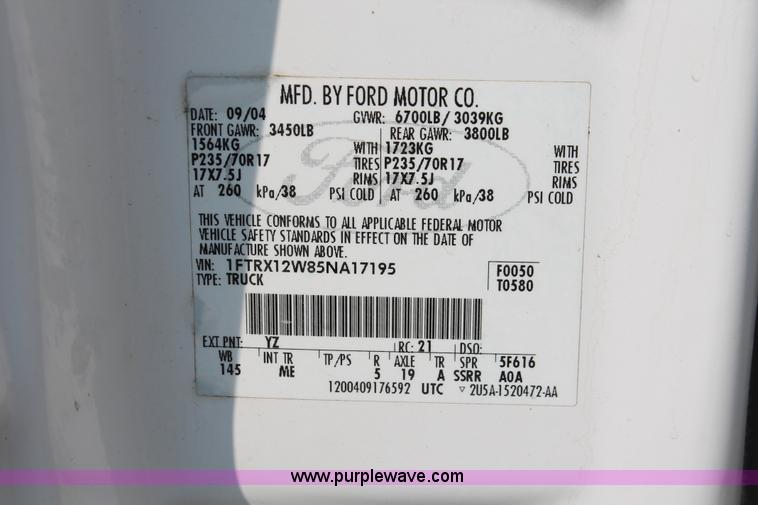 MFD. BY FORD MOTOR CO.
DATE: 09/04 GVWR: 6700LB / 3039KG
FRONT GAWR: 3450LB REAR GAWR: 3800LB
1564KG WITH 1723KG WITH
P235/70R17 TIRES P235/70R17 TIRES
17X7.5J RIMS 17X7.5J RIMS
AT 260 kPa/38 PSI COLD AT 260 kPa/38 PSI COLD
Ford
THIS VEHICLE CONFORMS TO ALL APPLICABLE FEDERAL MOTOR
VEHICLE SAFETY STANDARDS IN EFFECT ON THE DATE OF
MANUFACTURE SHOWN ABOVE.
VIN: 1FTRX12W85NA17195 F0050
TYPE: TRUCK T0580
EXT PNT: YZ RC: 21 DSO:
WB INT TR TP/PS R AXLE TR SPR 5F616
145 ME 5 19 A SSRR A0A
1200409176592 UTC ▿ 2U5A-1520472-AA
www.purplewave.com